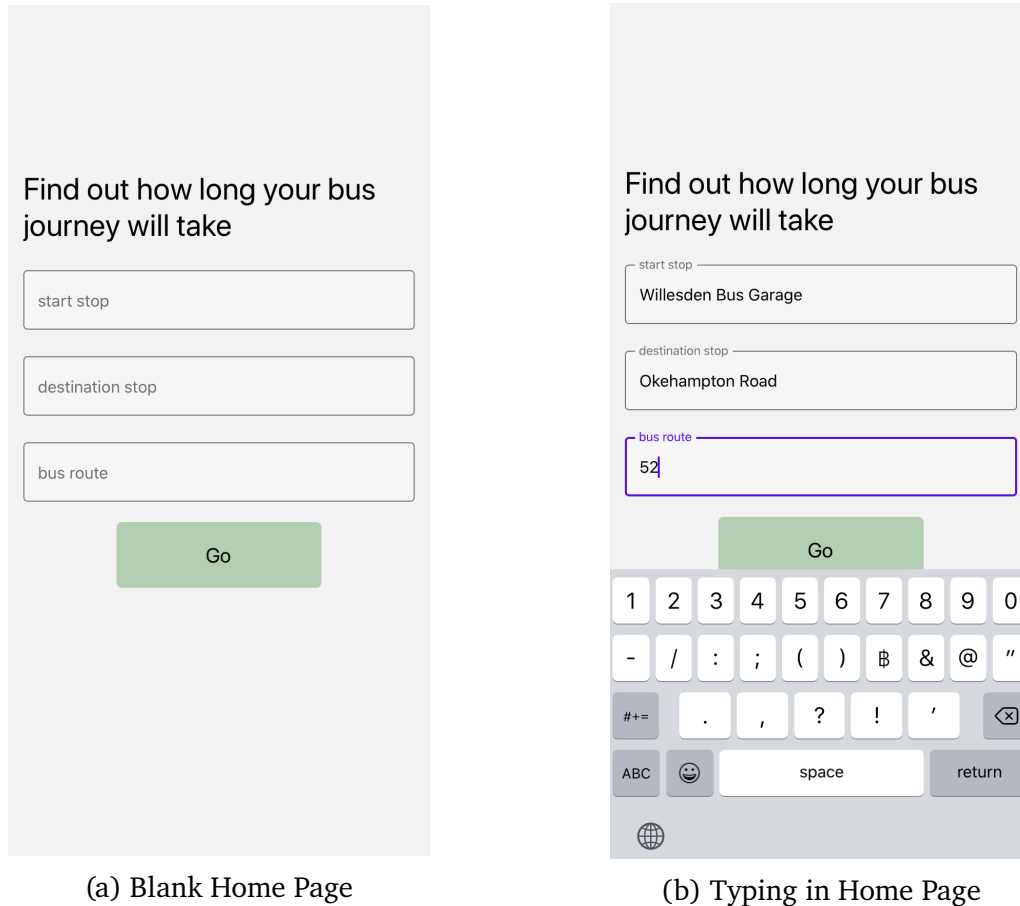 Find out how long your bus
journey will take
start stop
destination stop
bus route
Go
(a) Blank Home Page
Find out how long your bus
journey will take
start stop
Willesden Bus Garage
destination stop
Okehampton Road
bus route
52
Go
1 2 3 4 5 6 7 8 9 0
- / : ; ( ) ฿ & @ "
#+= . , ? ! '
ABC space return
(b) Typing in Home Page